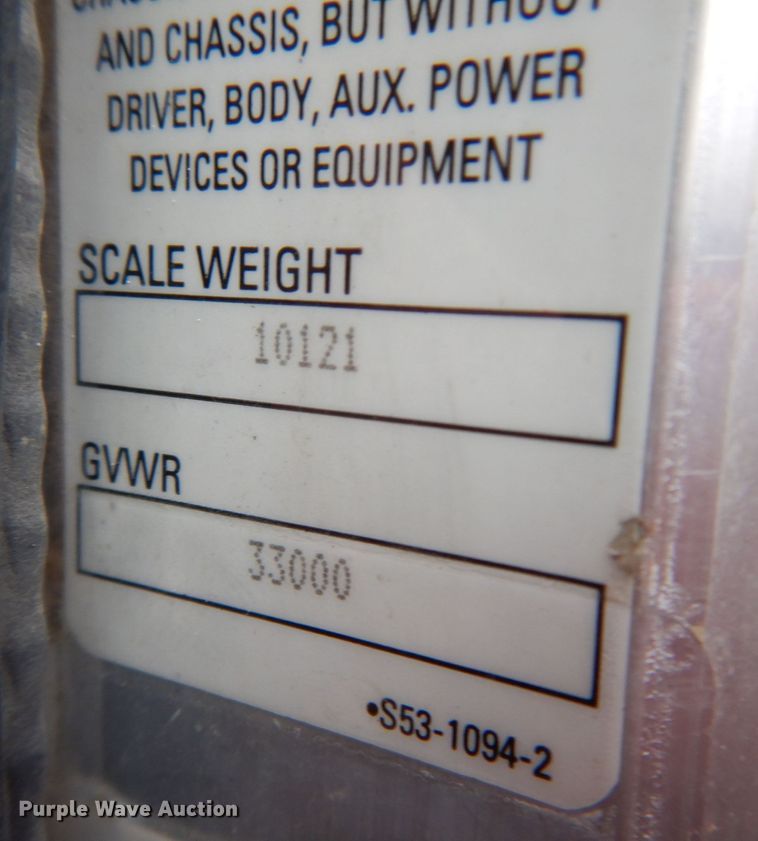 AND CHASSIS, BUT WITHOUT
DRIVER, BODY, AUX. POWER
DEVICES OR EQUIPMENT
SCALE WEIGHT
10121
GVWR
33000
•S53-1094-2
Purple Wave Auction